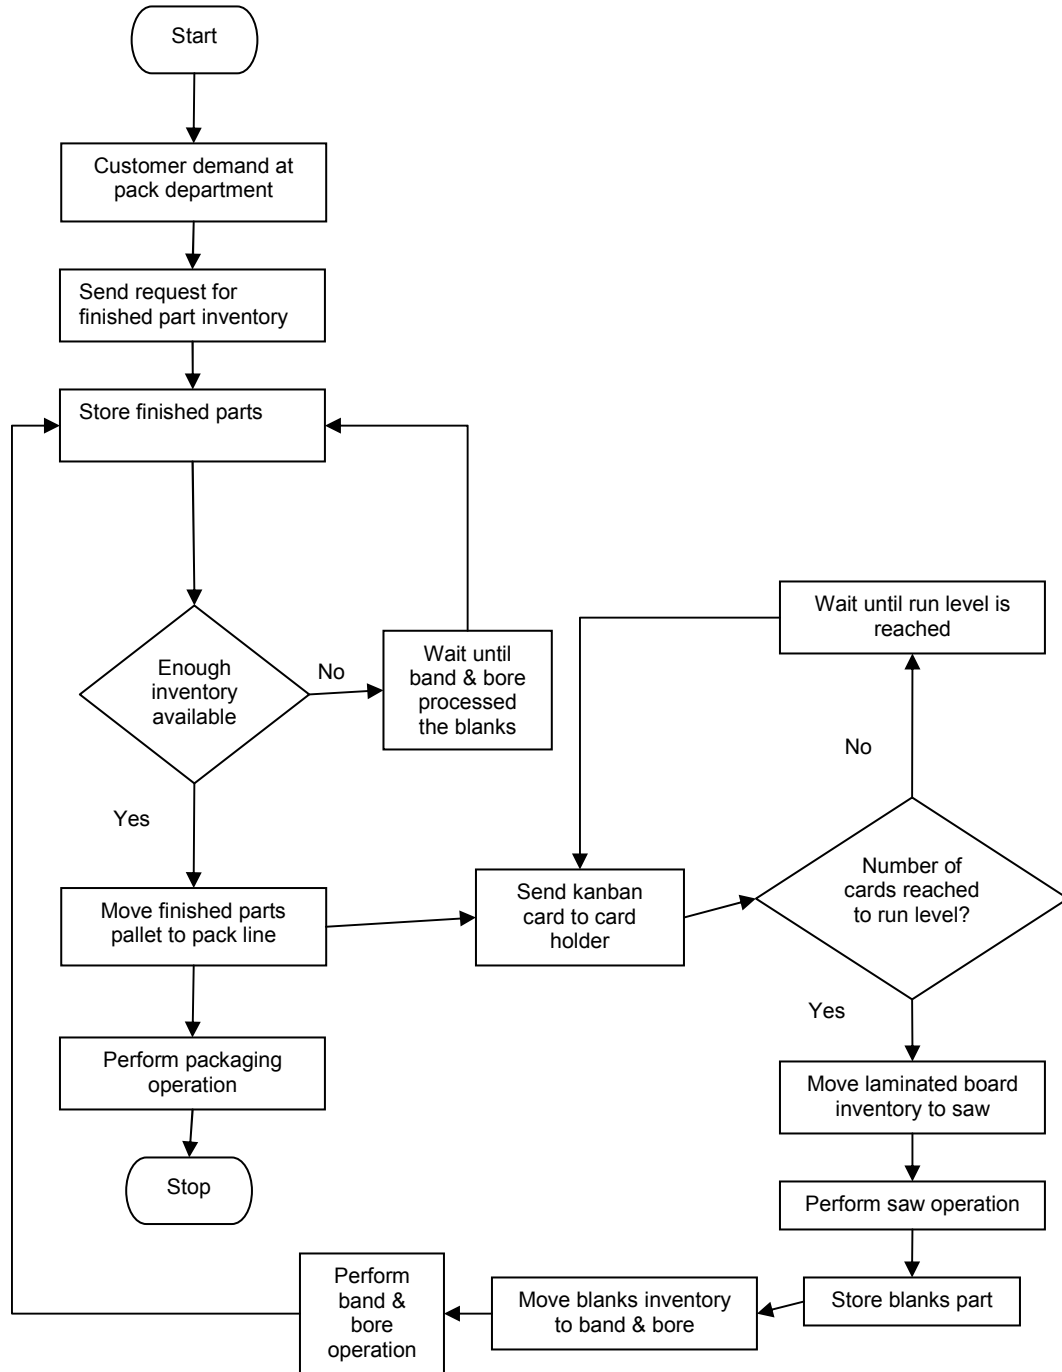 Start
Customer demand at
pack department
Send request for
finished part inventory
Store finished parts
Enough
inventory
available
No
Wait until
band & bore
processed
the blanks
Yes
Move finished parts
pallet to pack line
Perform packaging
operation
Stop
Send kanban
card to card
holder
Wait until run level is
reached
No
Number of
cards reached
to run level?
Yes
Move laminated board
inventory to saw
Perform saw operation
Store blanks part
Move blanks inventory
to band & bore
Perform
band &
bore
operation